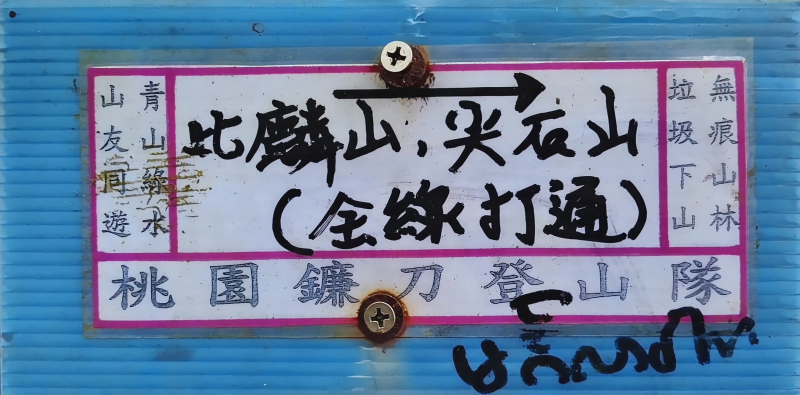 青山綠水
山友同遊
比麟山，尖石山
（全線打通）
無痕山林
垃圾下山
桃園鐮刀登山隊